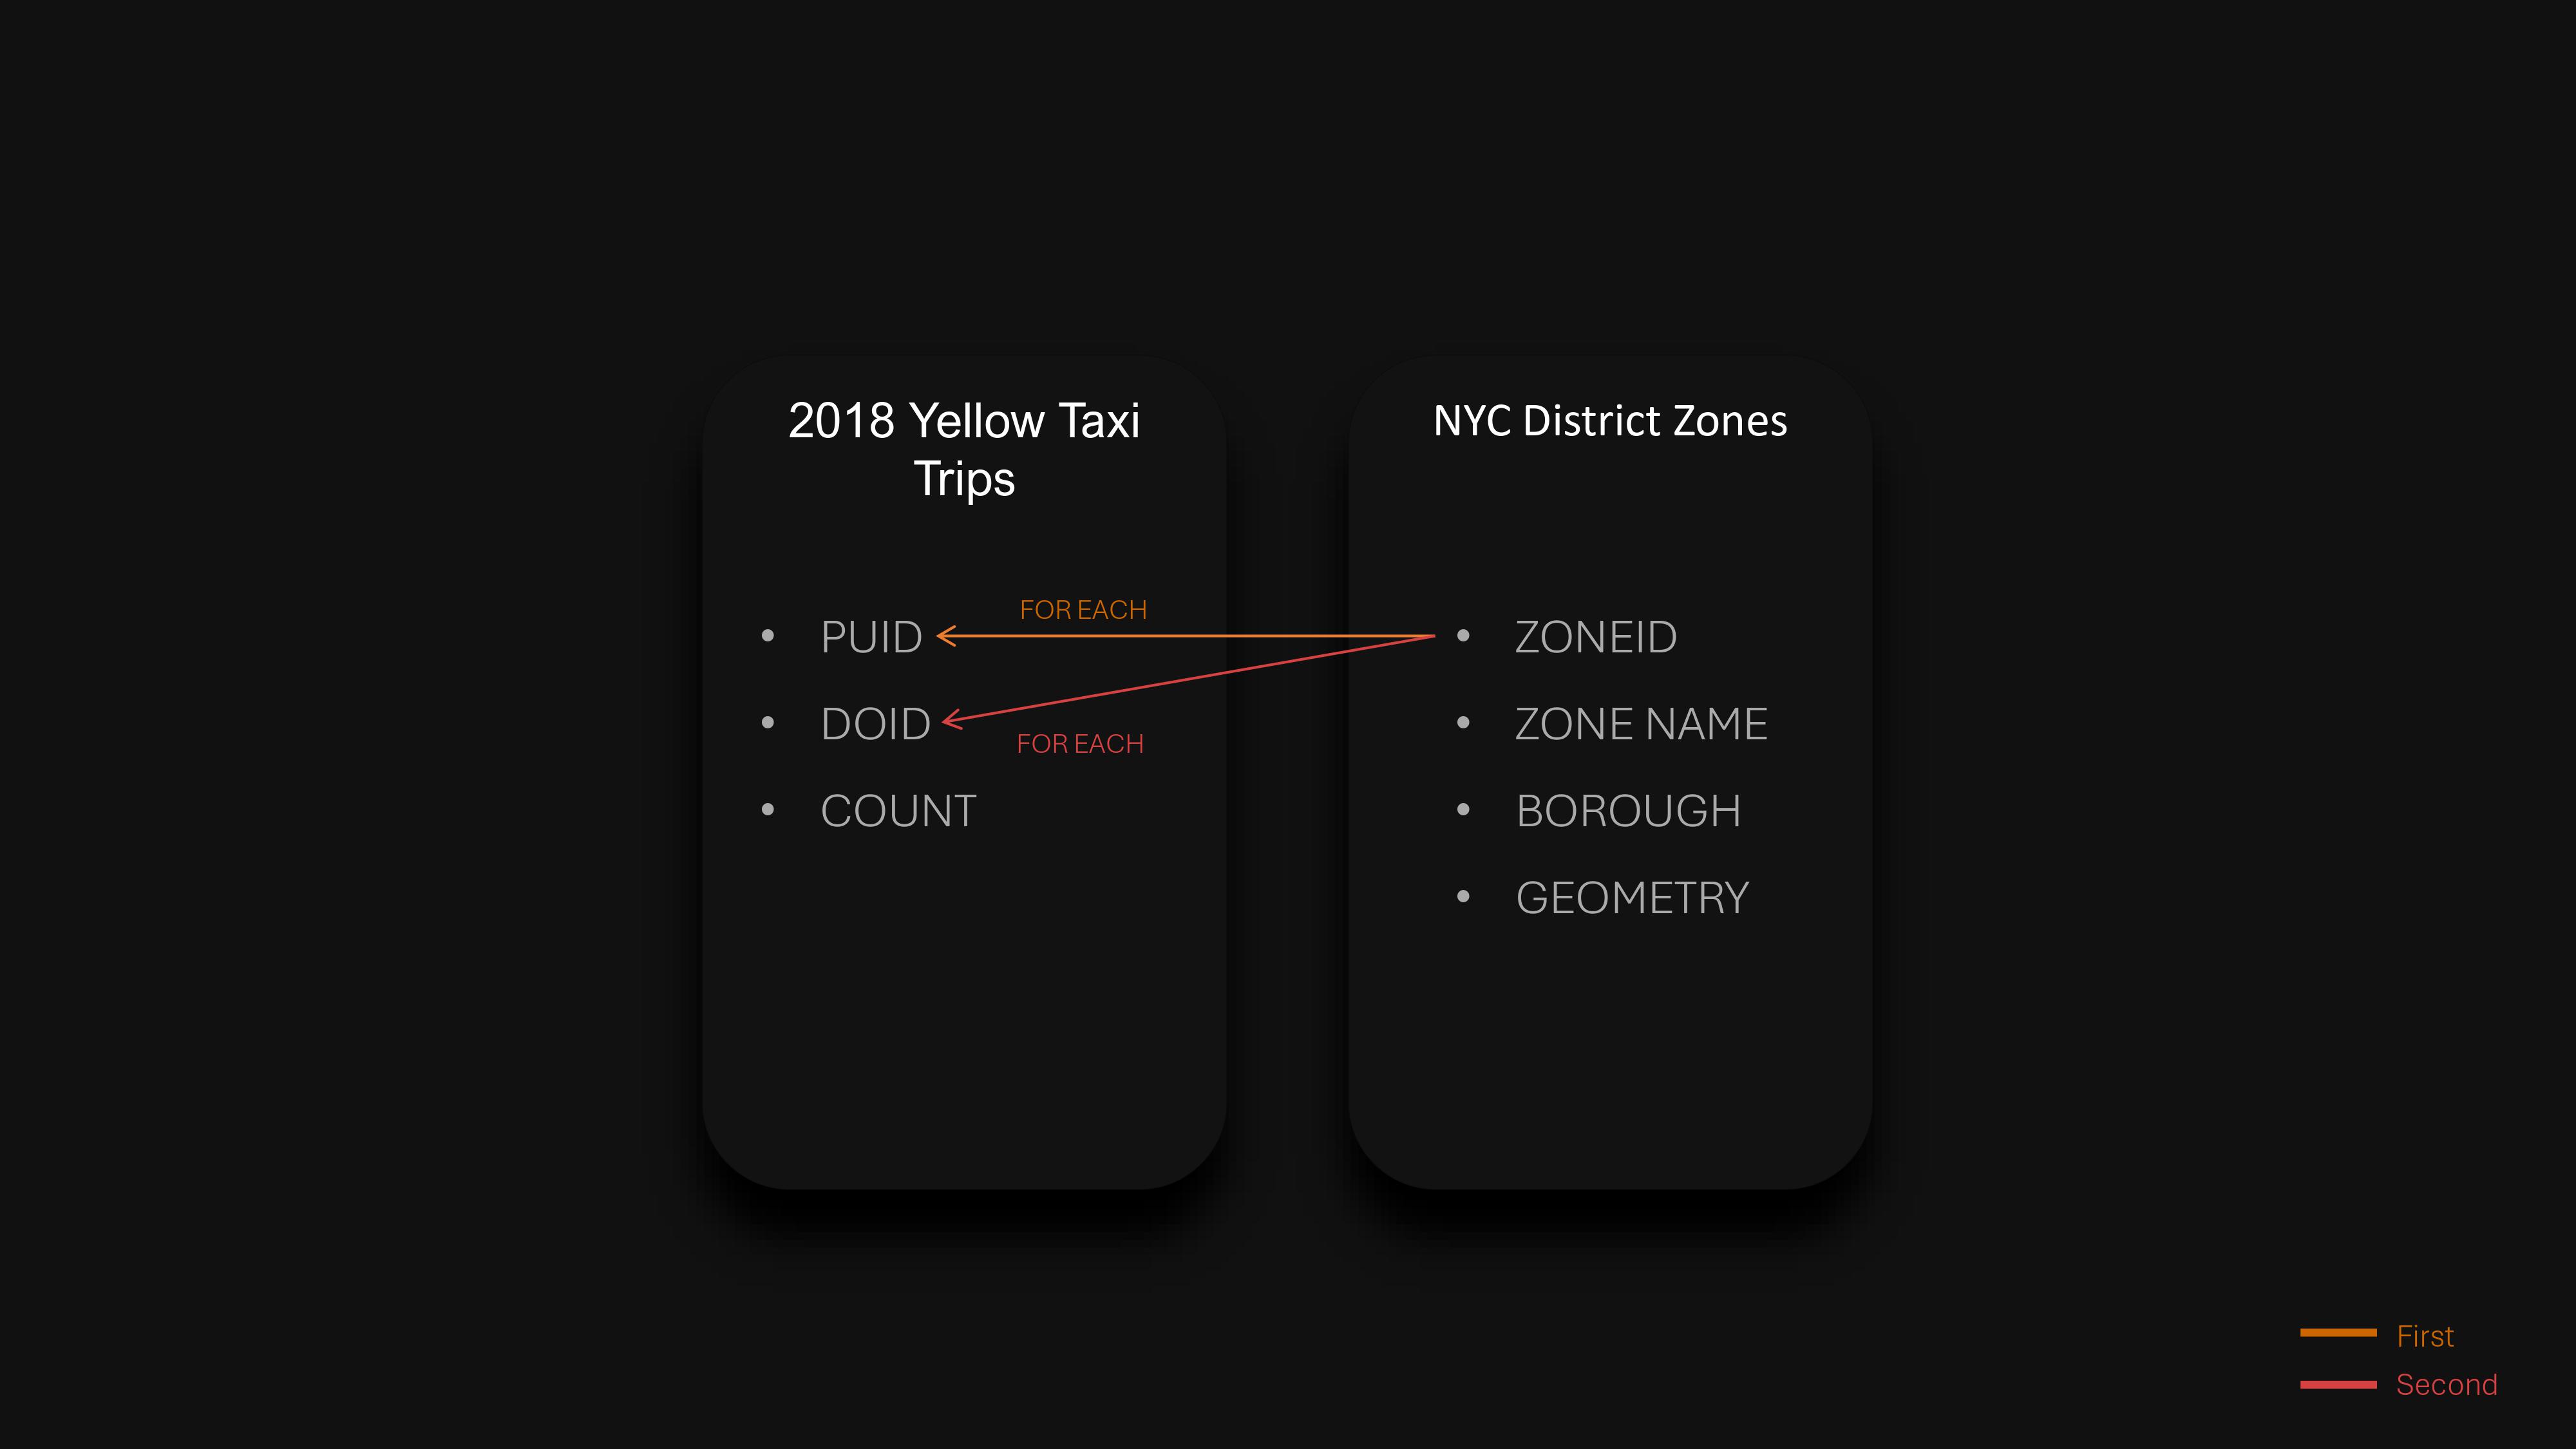 2018 Yellow Taxi
Trips
FOR EACH
• PUID
• DOID
FOR EACH
• COUNT
NYC District Zones
• ZONEID
• ZONE NAME
• BOROUGH
• GEOMETRY
First
Second